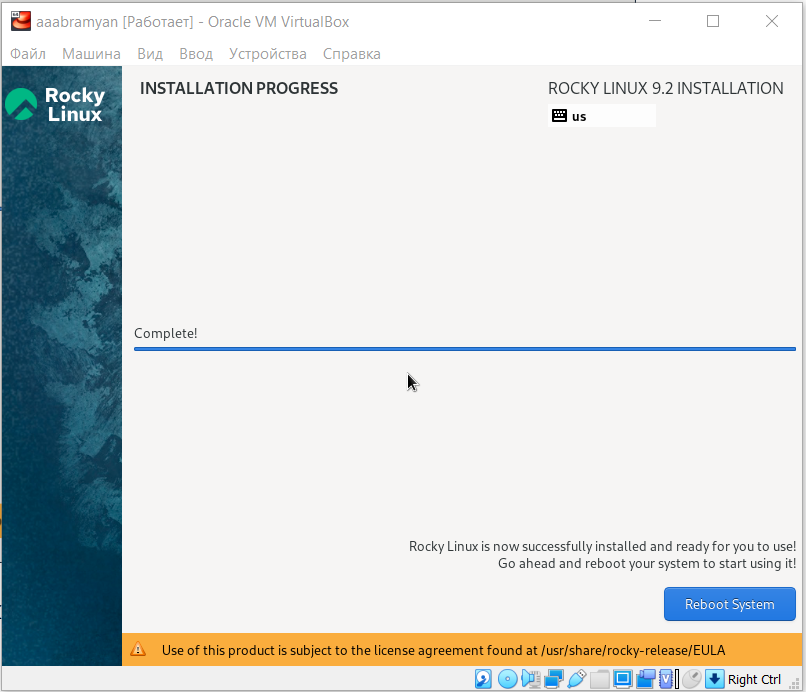 aaabramyan [Работает] - Oracle VM VirtualBox
Файл Машина Вид Ввод Устройства Справка
Rocky
Linux
INSTALLATION PROGRESS
ROCKY LINUX 9.2 INSTALLATION
us
Complete!
Rocky Linux is now successfully installed and ready for you to use!
Go ahead and reboot your system to start using it!
Reboot System
Use of this product is subject to the license agreement found at /usr/share/rocky-release/EULA
Right Ctrl